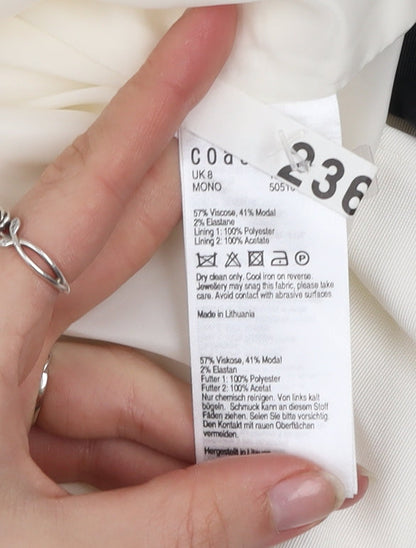 236
UK 8
MONO
57% Viscose, 41% Modal
2% Elastane
Lining 1: 100% Polyester
Lining 2: 100% Acetate
P
Dry clean only. Cool iron on reverse.
Jewellery may snag this fabric, please take
care. Avoid contact with abrasive surfaces
Made in Lithuania
57% Viskose, 41% Modal
2% Elastan
Futter 1: 100% Polyester
Futter 2: 100% Acetat
Nur chemisch reinigen. Von links kalt
bügeln. Schmuck kann an diesem Stoff
Fäden ziehen. Seien Sie bitte vorsichtig.
Den Kontakt mit rauen Oberflächen
vermeiden.
Hergestellt in